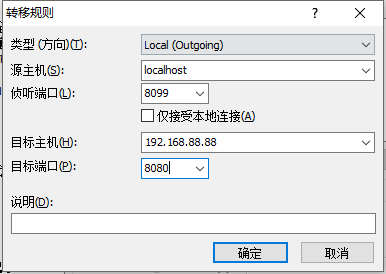 转移规则
类型 (方向)(T): Local (Outgoing)
源主机(S): localhost
侦听端口(L): 8099
仅接受本地连接(A)
目标主机(H): 192.168.88.88
目标端口(P): 8080
说明(D):
确定 取消